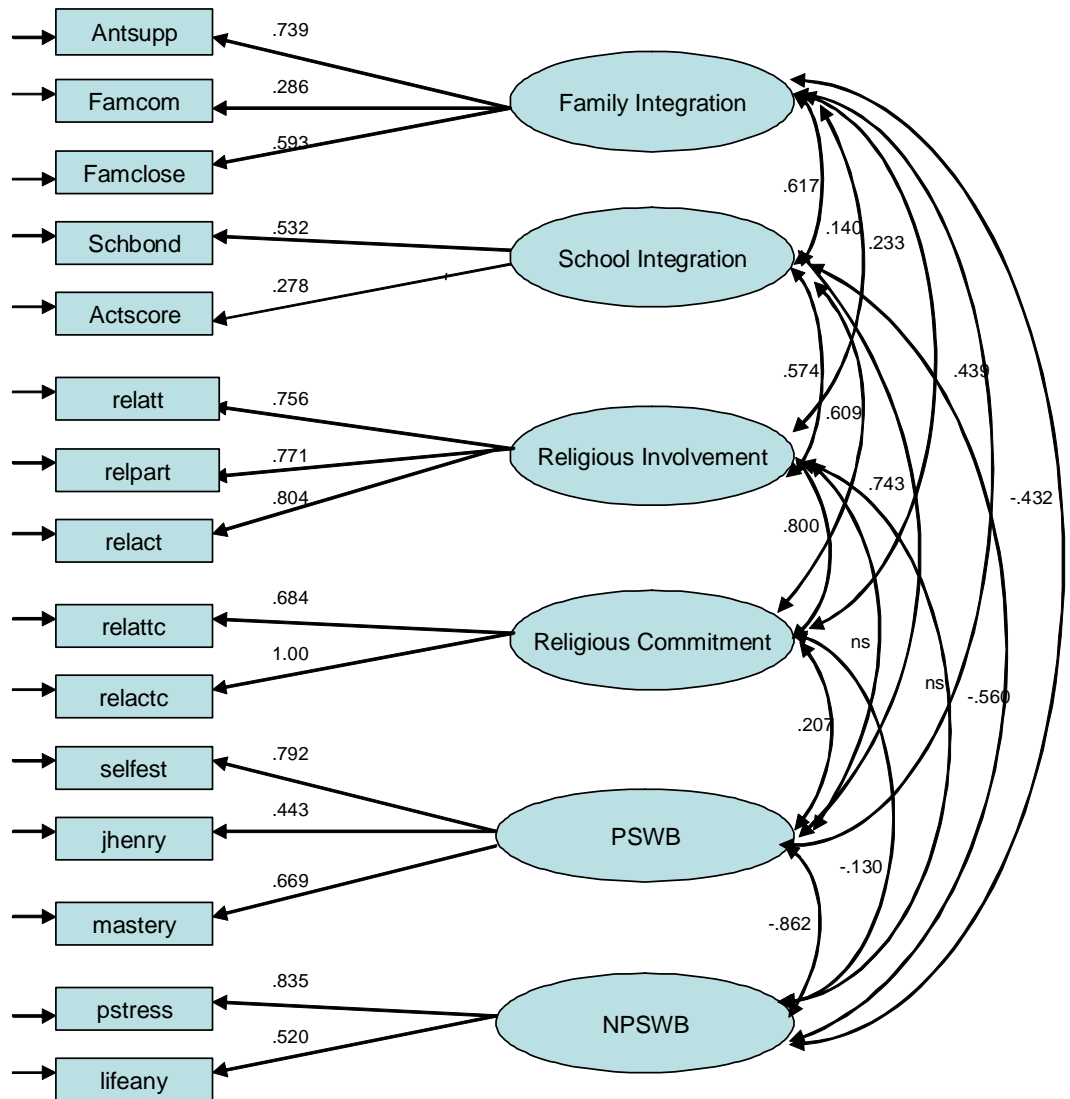 Antsupp
.739
Famcom
.286
Family Integration
Famclose
.593
.617
.140
.233
Schbond
.532
School Integration
Actscore
.278
relatt
.756
.574
.439
.609
relpart
.771
Religious Involvement
relact
.804
.743
.800
-.432
relattc
.684
Religious Commitment
ns
relactc
1.00
ns
-.560
.207
selfest
.792
jhenry
.443
PSWB
mastery
.669
-.130
-.862
pstress
.835
NPSWB
lifeany
.520